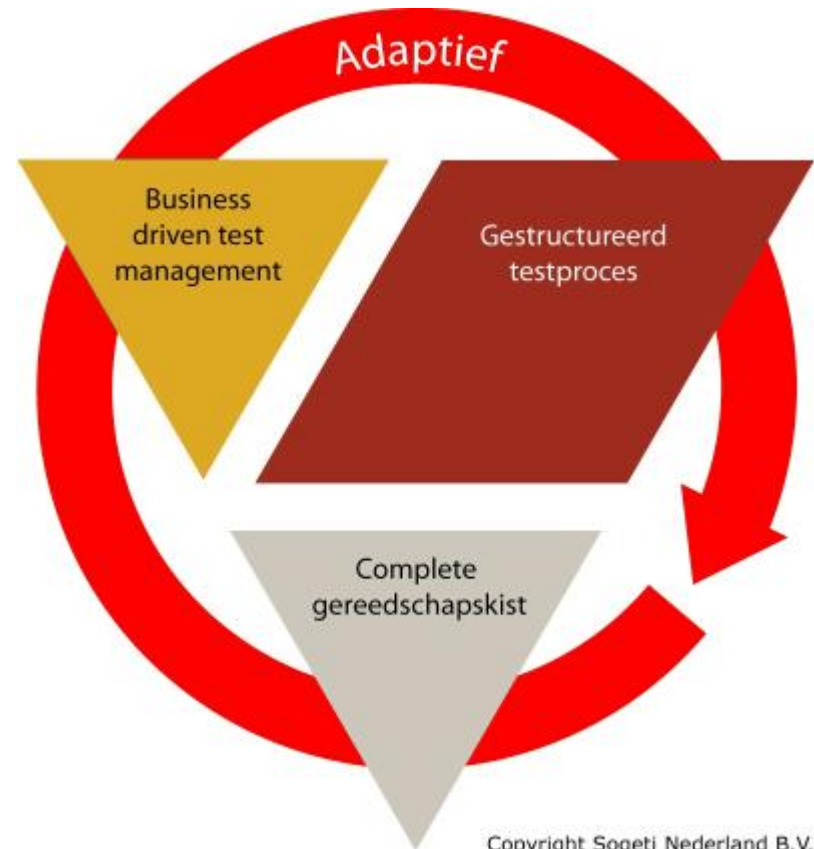 Adaptief
Business
driven test
management
Gestructureerd
testproces
Complete
gereedschapskist
Copyright Sogeti Nederland B.V.